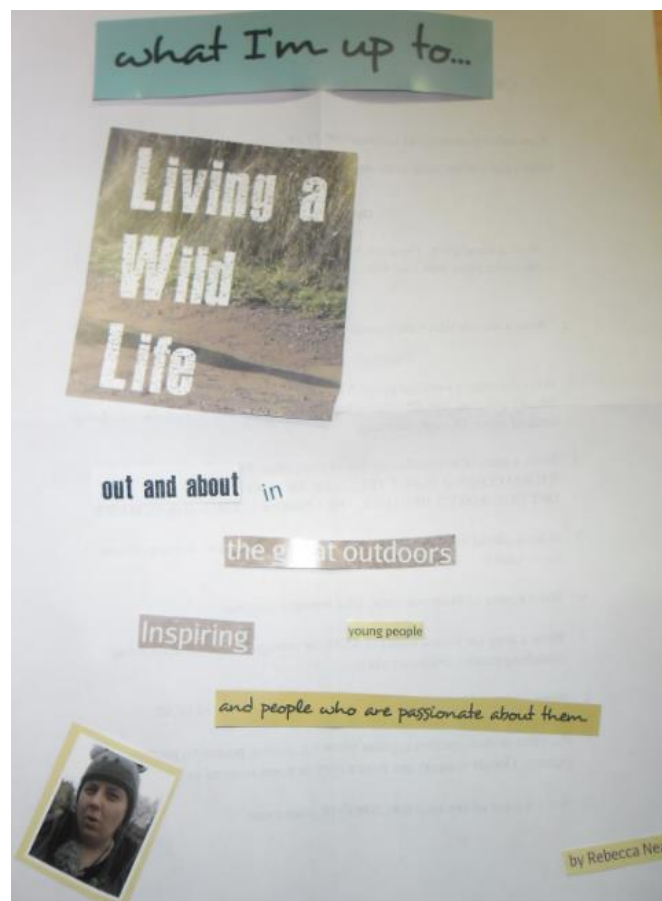 what I'm up to...
Living a
Wild
Life
out and about in
the great outdoors
Inspiring young people
and people who are passionate about them
by Rebecca